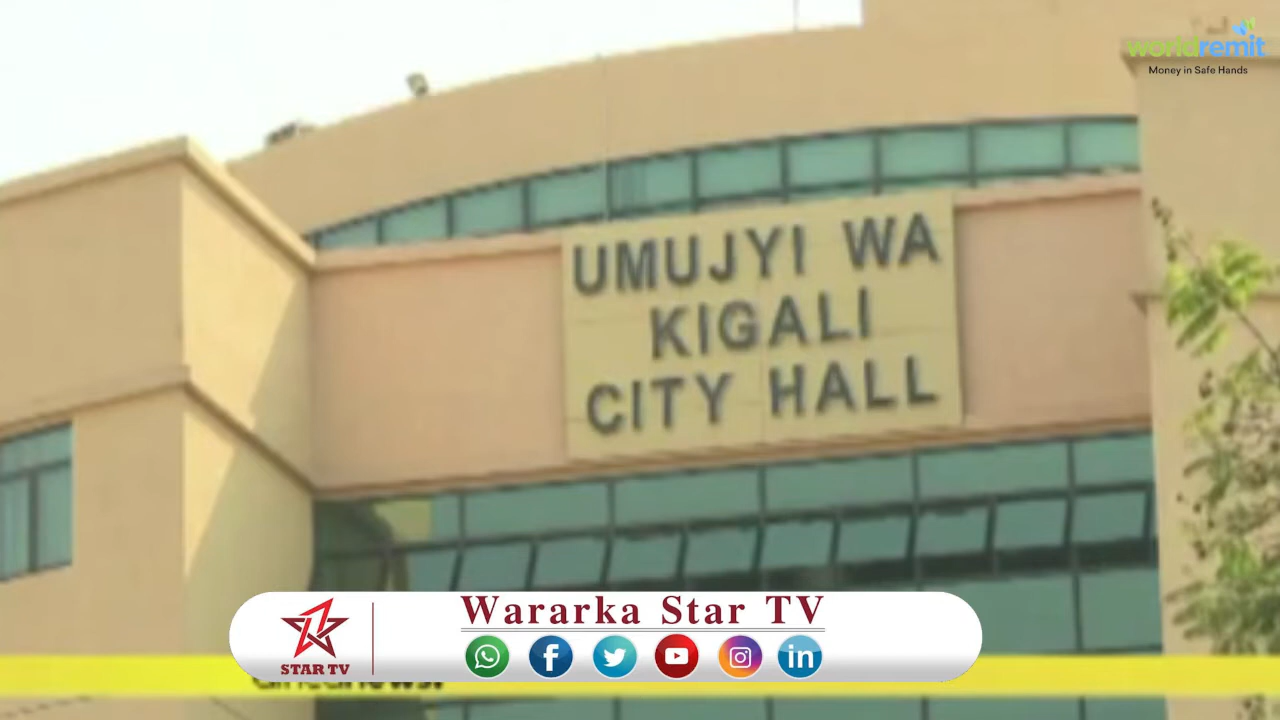 worldremit
Money in Safe Hands
UMUJYI WA
KIGALI
CITY HALL
Wararka Star TV
STAR TV